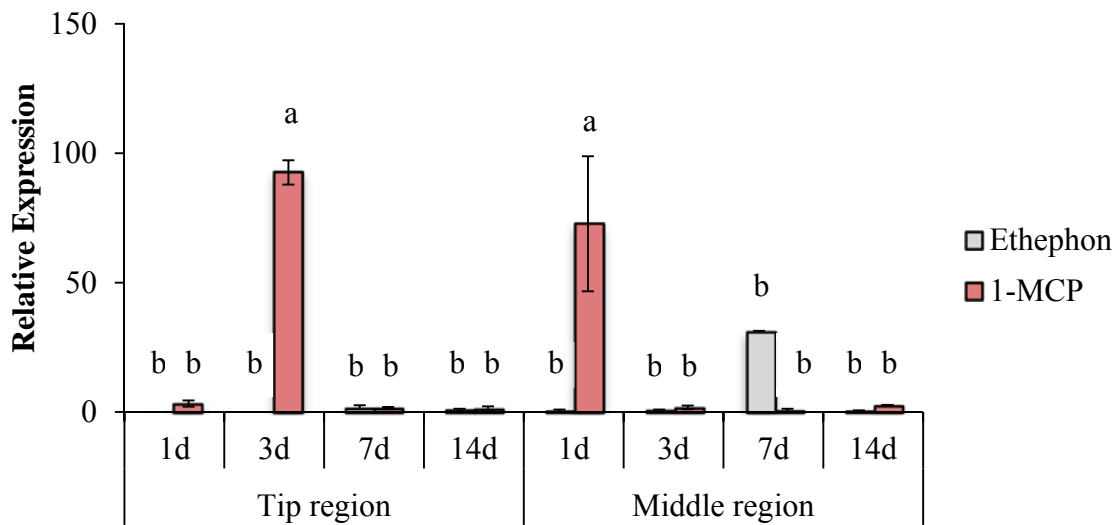 150
a
a
100
Relative Expression
Ethephon
1-MCP
50
b
b b b b b b b b b b b b b
0
1d 3d 7d 14d 1d 3d 7d 14d
Tip region Middle region